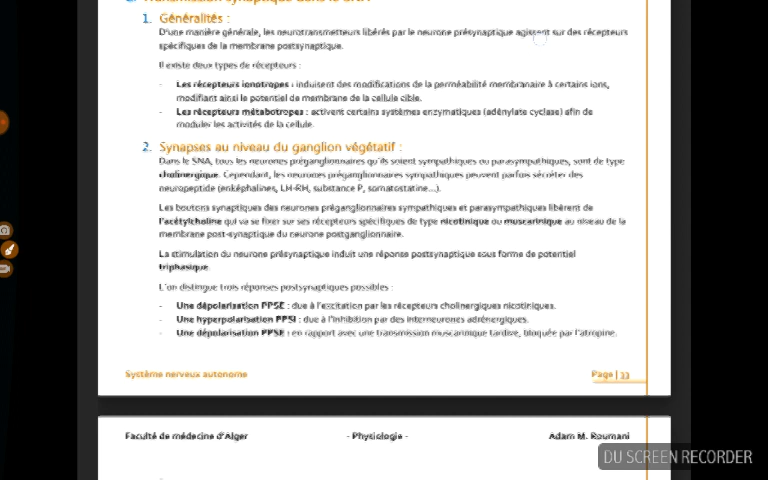 Transmission synaptique dans le SNA
1. Généralités :
D'une manière générale, les neurotransmetteurs libérés par le neurone présynaptique agissent sur des récepteurs
spécifiques de la membrane postsynaptique.
Il existe deux types de récepteurs :
- Les récepteurs ionotropes : induisent des modifications de la perméabilité membranaire à certains ions,
modifiant ainsi le potentiel de membrane de la cellule cible.
- Les récepteurs métabotropes : activent certains systèmes enzymatiques (adénylate cyclase) afin de
moduler les activités de la cellule.
2. Synapses au niveau du ganglion végétatif :
Dans le SNA, tous les neurones préganglionnaires qu'ils soient sympathiques ou parasympathiques, sont de type
cholinergique. Cependant, les neurones préganglionnaires sympathiques peuvent parfois sécréter des
neuropeptide (enképhalines, LH-RH, substance P, somatostatine...).
Les boutons synaptiques des neurones préganglionnaires sympathiques et parasympathiques libèrent de
l'acétylcholine qui va se fixer sur ses récepteurs spécifiques de type nicotinique ou muscarinique au niveau de la
membrane post-synaptique du neurone postganglionnaire.
La stimulation du neurone présynaptique induit une réponse postsynaptique sous forme de potentiel
triphasique.
L'on distingue trois réponses postsynaptiques possibles :
- Une dépolarisation PPSE : due à l'excitation par les récepteurs cholinergiques nicotiniques.
- Une hyperpolarisation PPSI : due à l'inhibition par des interneurones adrénergiques.
- Une dépolarisation PPSE : en rapport avec une transmission muscarinique tardive, bloquée par l'atropine.
Système nerveux autonome Page | 13
Faculté de médecine d'Alger - Physiologie - Adam M. Roumani
DU SCREEN RECORDER